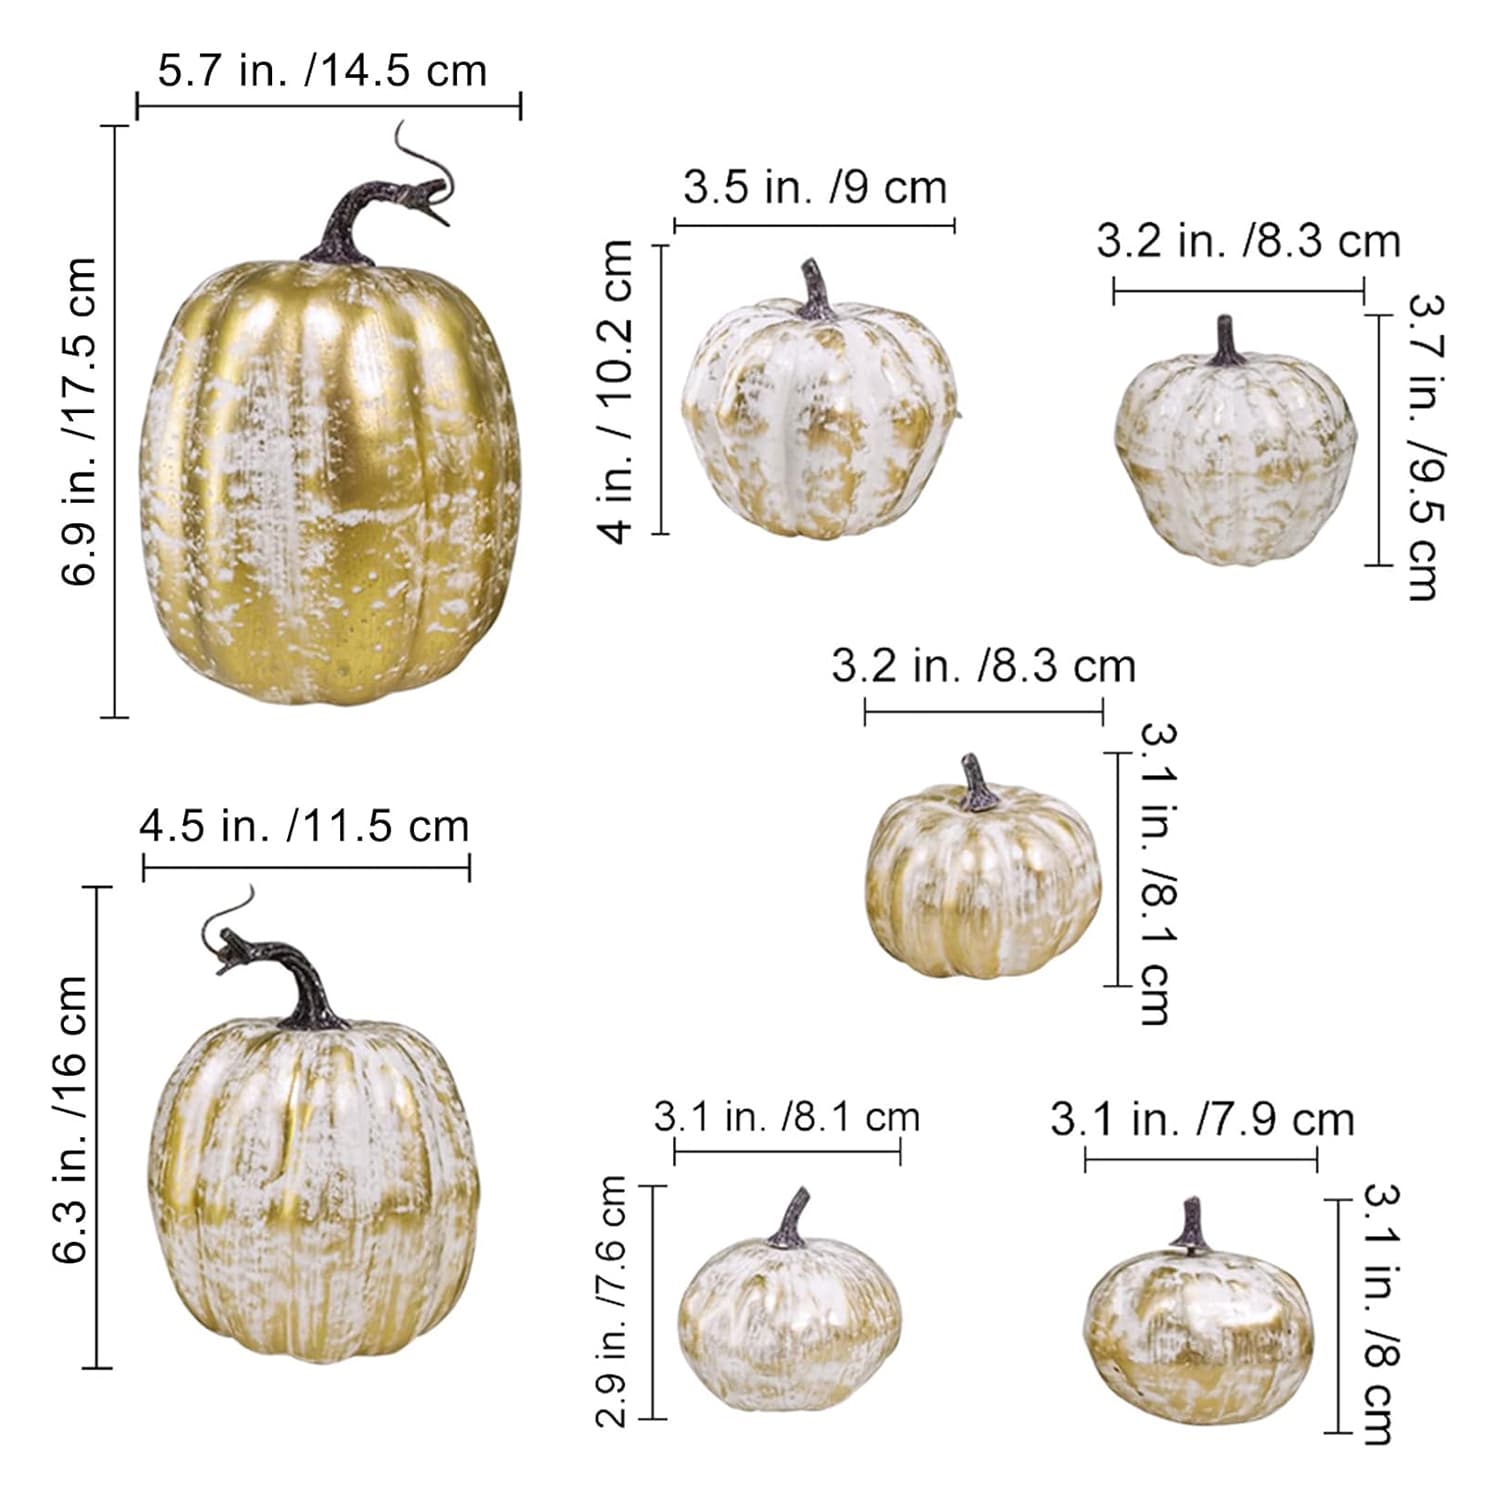 5.7 in. /14.5 cm
6.9 in. /17.5 cm
3.5 in. /9 cm
4 in. / 10.2 cm
3.2 in. /8.3 cm
3.7 in. /9.5 cm
3.2 in. /8.3 cm
3.1 in. /8.1 cm
4.5 in. /11.5 cm
6.3 in. /16 cm
3.1 in. /8.1 cm
2.9 in. /7.6 cm
3.1 in. /7.9 cm
3.1 in. /8 cm